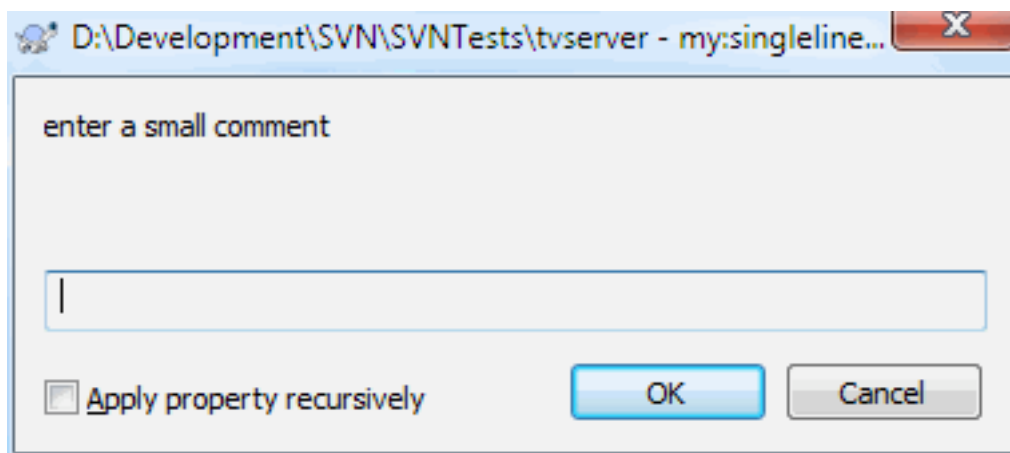 D:\Development\SVN\SVNTests\tvserver - my:singleline...
enter a small comment
Apply property recursively OK Cancel